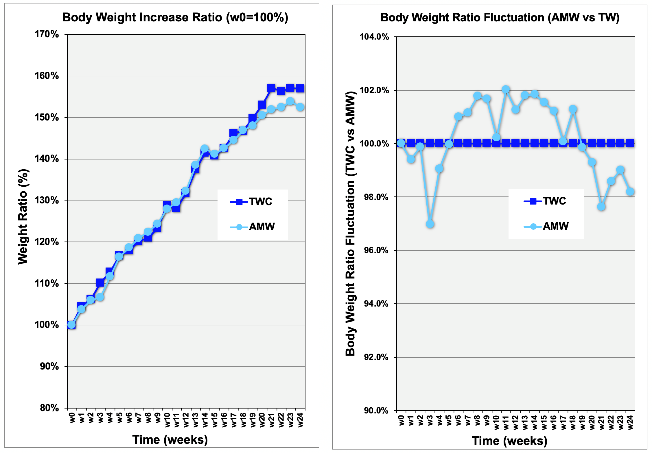 Body Weight Increase Ratio (w0=100%)
170%
160%
150%
140%
130%
120%
110%
100%
90%
80%
Weight Ratio (%)
TWC
AMW
w0 w1 w2 w3 w4 w5 w6 w7 w8 w9 w10 w11 w12 w13 w14 w15 w16 w17 w18 w19 w20 w21 w22 w23 w24
Time (weeks)
Body Weight Ratio Fluctuation (AMW vs TW)
104.0%
102.0%
100.0%
98.0%
96.0%
94.0%
92.0%
90.0%
Body Weight Ratio Fluctuation (TWC vs AMW)
TWC
AMW
w0 w1 w2 w3 w4 w5 w6 w7 w8 w9 w10 w11 w12 w13 w14 w15 w16 w17 w18 w19 w20 w21 w22 w23 w24
Time (weeks)